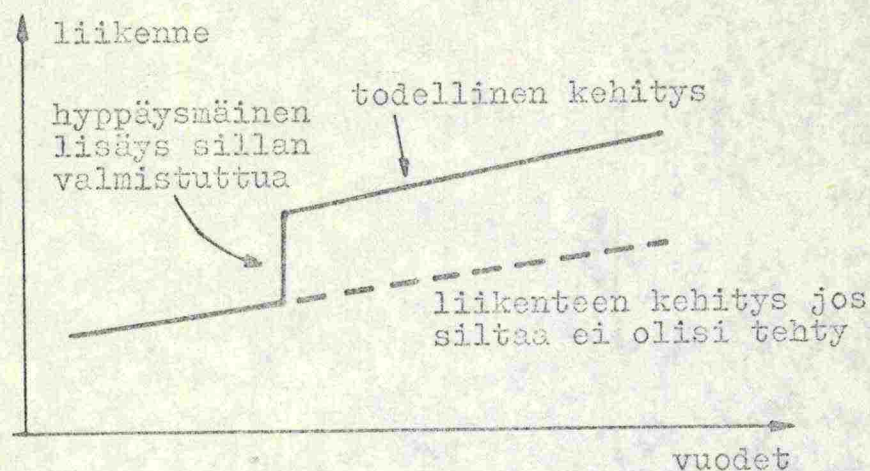 liikenne
hyppäysmäinen
lisäys sillan
valmistuttua
todellinen kehitys
liikenteen kehitys jos
siltaa ei olisi tehty
vuodet